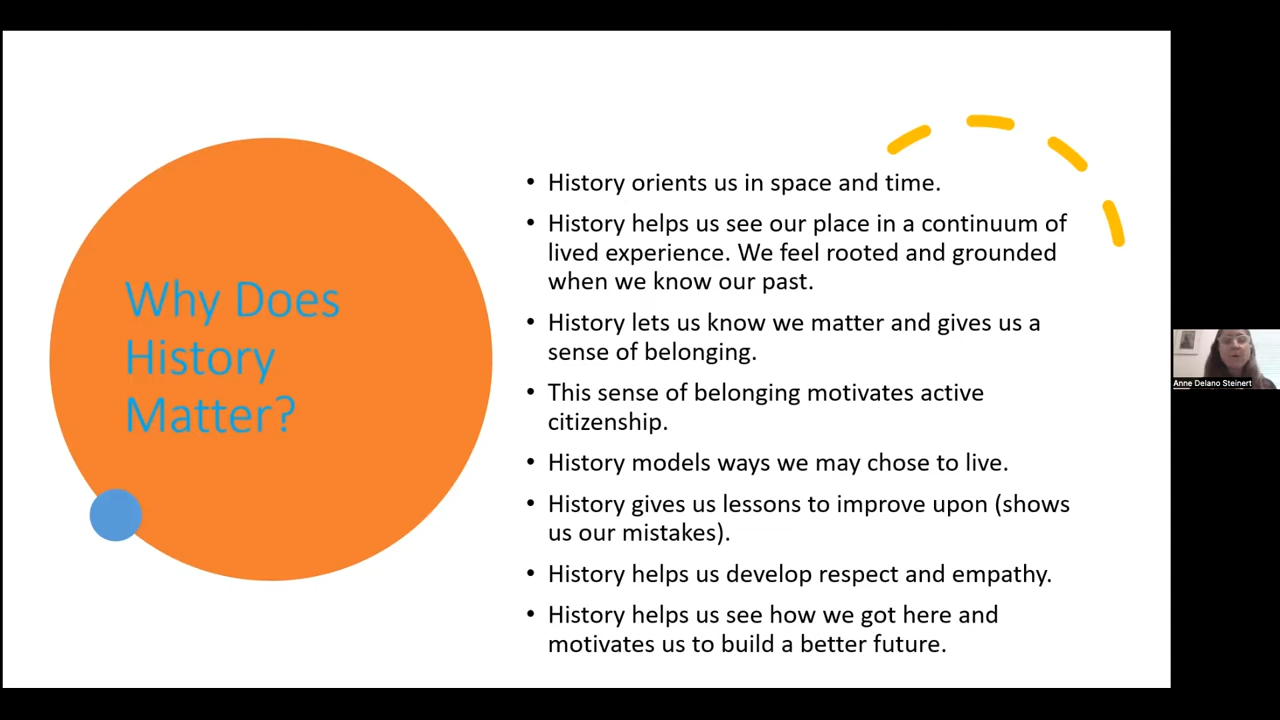 Why Does
History
Matter?
• History orients us in space and time.
• History helps us see our place in a continuum of
lived experience. We feel rooted and grounded
when we know our past.
• History lets us know we matter and gives us a
sense of belonging.
• This sense of belonging motivates active
citizenship.
• History models ways we may chose to live.
• History gives us lessons to improve upon (shows
us our mistakes).
• History helps us develop respect and empathy.
• History helps us see how we got here and
motivates us to build a better future.
Anne Delano Steinert